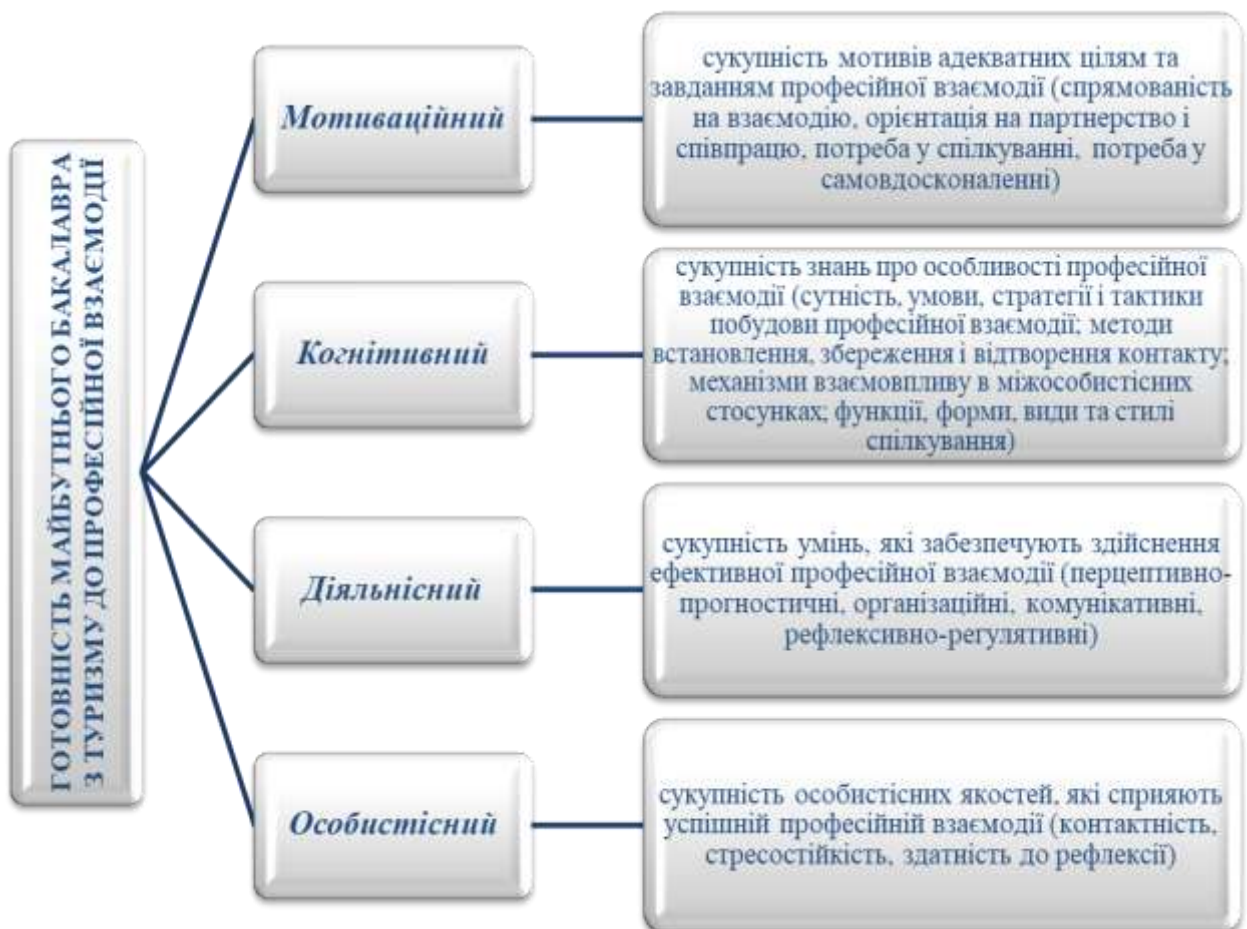 ГОТОВНІСТЬ МАЙБУТНЬОГО БАКАЛАВРА
З ТУРИЗМУ ДО ПРОФЕСІЙНОЇ ВЗАЄМОДІЇ
Мотиваційний
сукупність мотивів адекватних цілям та
завданням професійної взаємодії (спрямованість
на взаємодію, орієнтація на партнерство і
співпрацю, потреба у спілкуванні, потреба у
самовдосконаленні)
Когнітивний
сукупність знань про особливості професійної
взаємодії (сутність, умови, стратегії і тактики
побудови професійної взаємодії; методи
встановлення, збереження і відтворення контакту;
механізми взаємовпливу в міжособистісних
стосунках; функції, форми, види та стилі
спілкування)
Діяльнісний
сукупність умінь, які забезпечують здійснення
ефективної професійної взаємодії (перцептивно-
прогностичні, організаційні, комунікативні,
рефлексивно-регулятивні)
Особистісний
сукупність особистісних якостей, які сприяють
успішній професійній взаємодії (контактність,
стресостійкість, здатність до рефлексії)